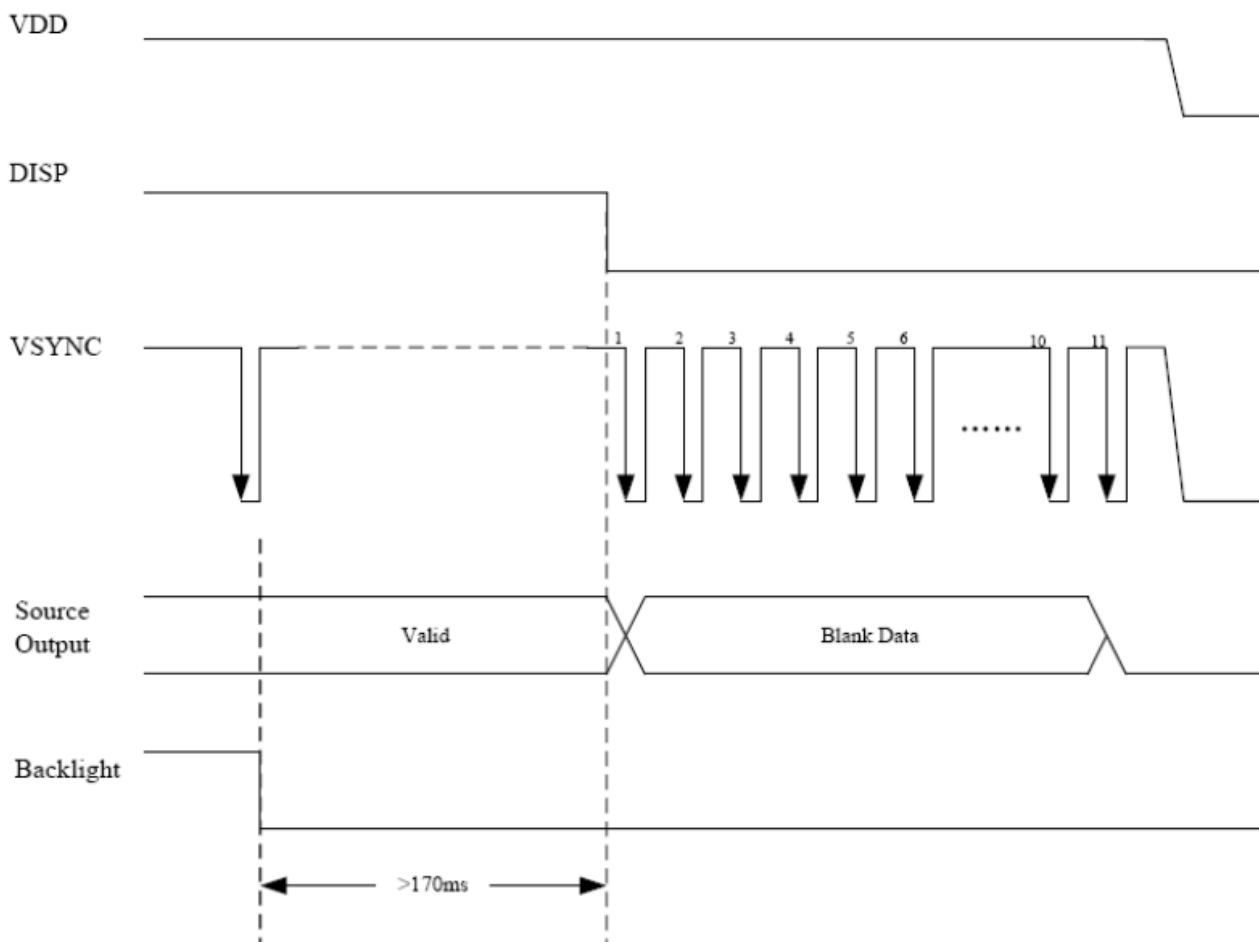 VDD
DISP
VSYNC
1 2 3 4 5 6 10 11
......
Source
Output
Valid
Blank Data
Backlight
>170ms